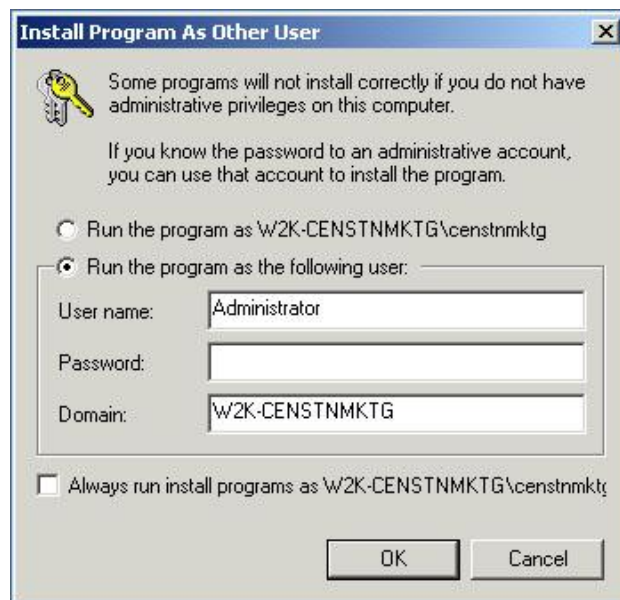 Install Program As Other User
Some programs will not install correctly if you do not have
administrative privileges on this computer.
If you know the password to an administrative account,
you can use that account to install the program.
Run the program as W2K-CENSTNMKTG\censtnmktg
Run the program as the following user:
User name: Administrator
Password:
Domain: W2K-CENSTNMKTG
Always run install programs as W2K-CENSTNMKTG\censtnmktg
OK Cancel